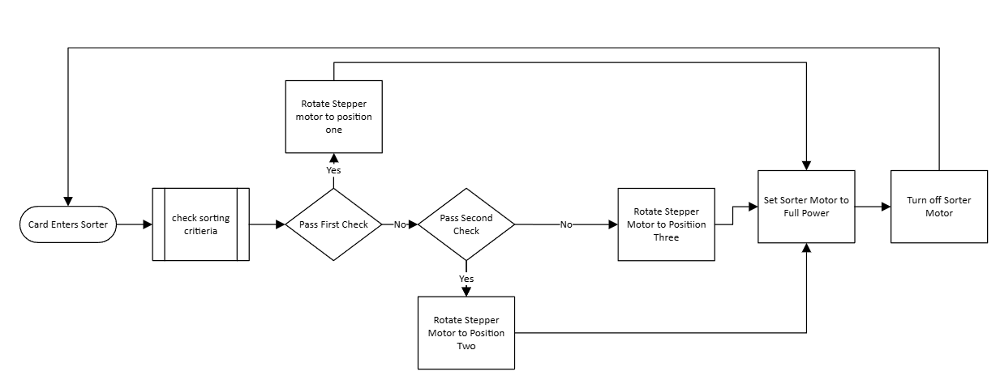 Rotate Stepper
motor to position
one
Yes
Card Enters Sorter
check sorting
critieria
Pass First Check
No
Pass Second
Check
No
Rotate Stepper
Motor to Position
Three
Set Sorter Motor to
Full Power
Turn off Sorter
Motor
Yes
Rotate Stepper
Motor to Position
Two